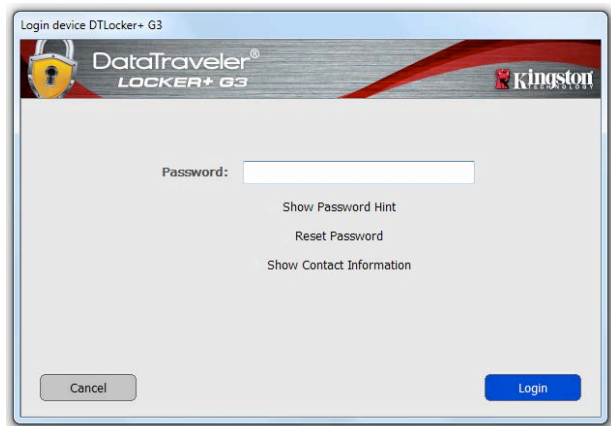 Login device DTLocker+ G3
DataTraveler®
LOCKER+ G3
Kingston
TECHNOLOGY
Password:
Show Password Hint
Reset Password
Show Contact Information
Cancel
Login